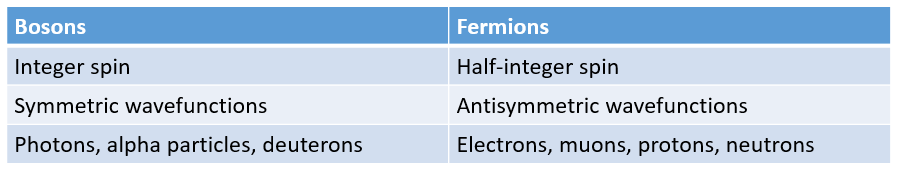 Bosons Fermions
Integer spin Half-integer spin
Symmetric wavefunctions Antisymmetric wavefunctions
Photons, alpha particles, deuterons Electrons, muons, protons, neutrons